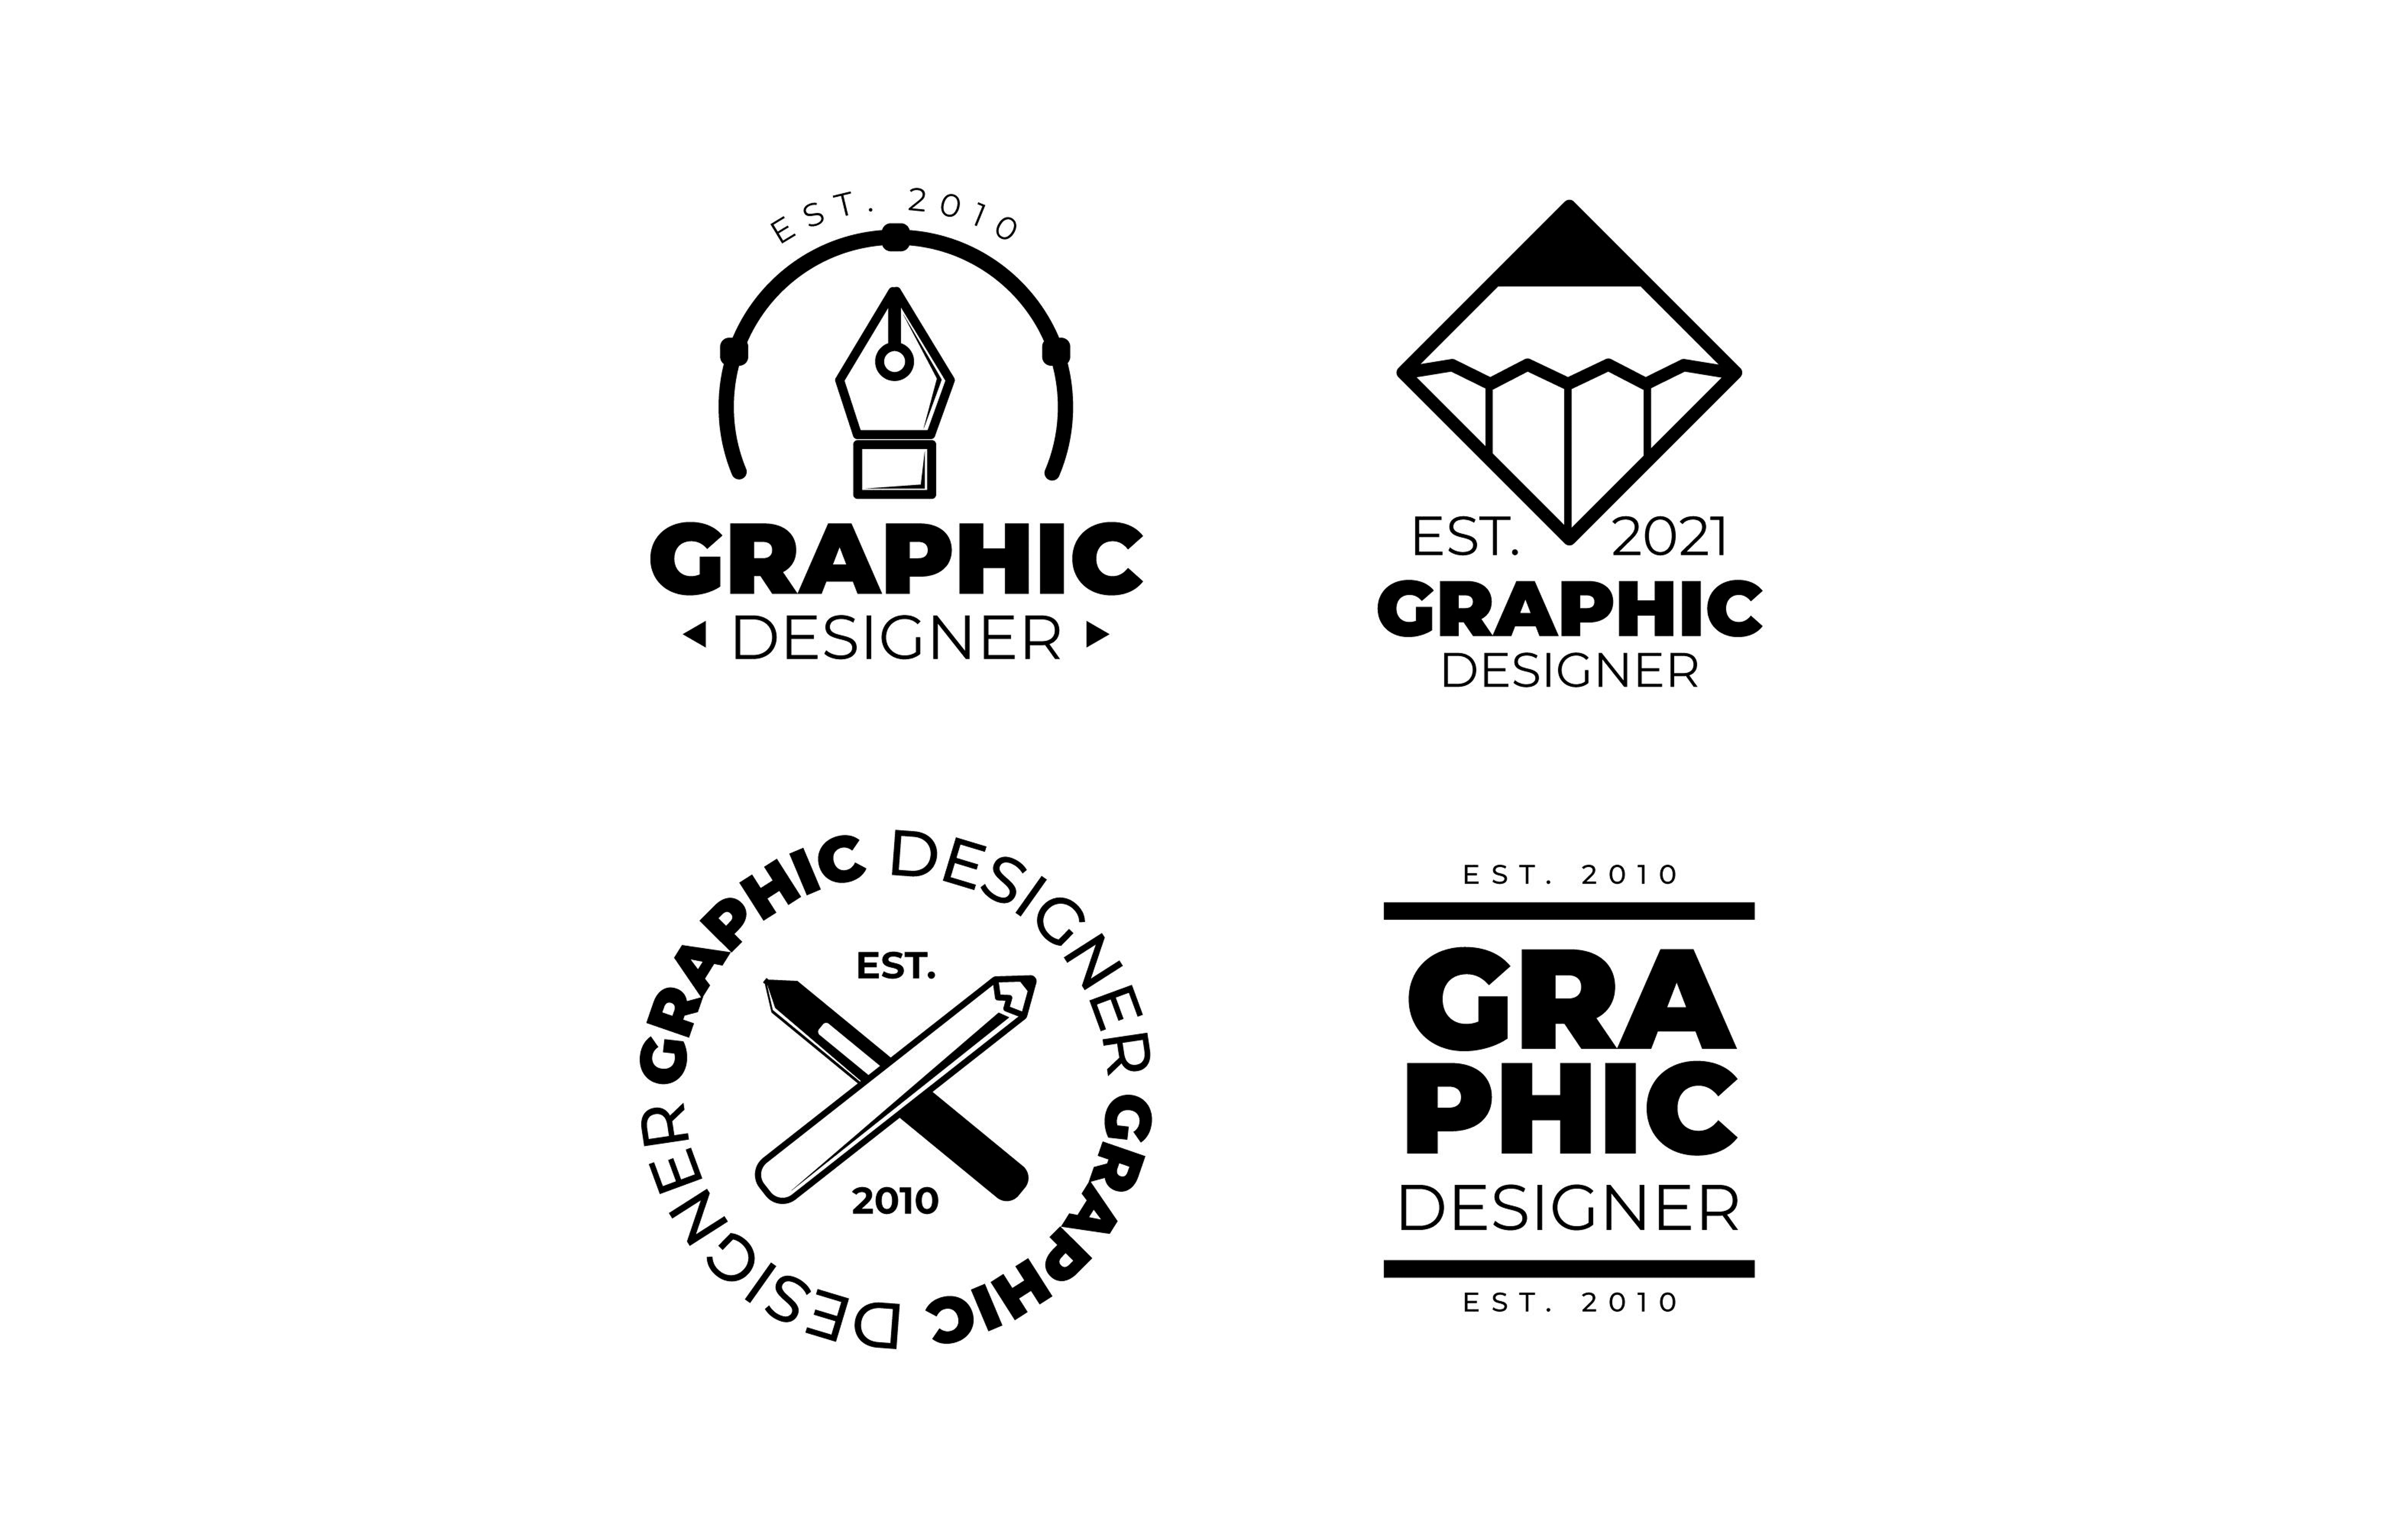 EST. 2010
GRAPHIC
DESIGNER
EST. 2021
GRAPHIC
DESIGNER
GRAPHIC DESIGNER GRAPHIC DESIGNER
EST.
2010
EST. 2010
GRA
PHIC
DESIGNER
EST. 2010